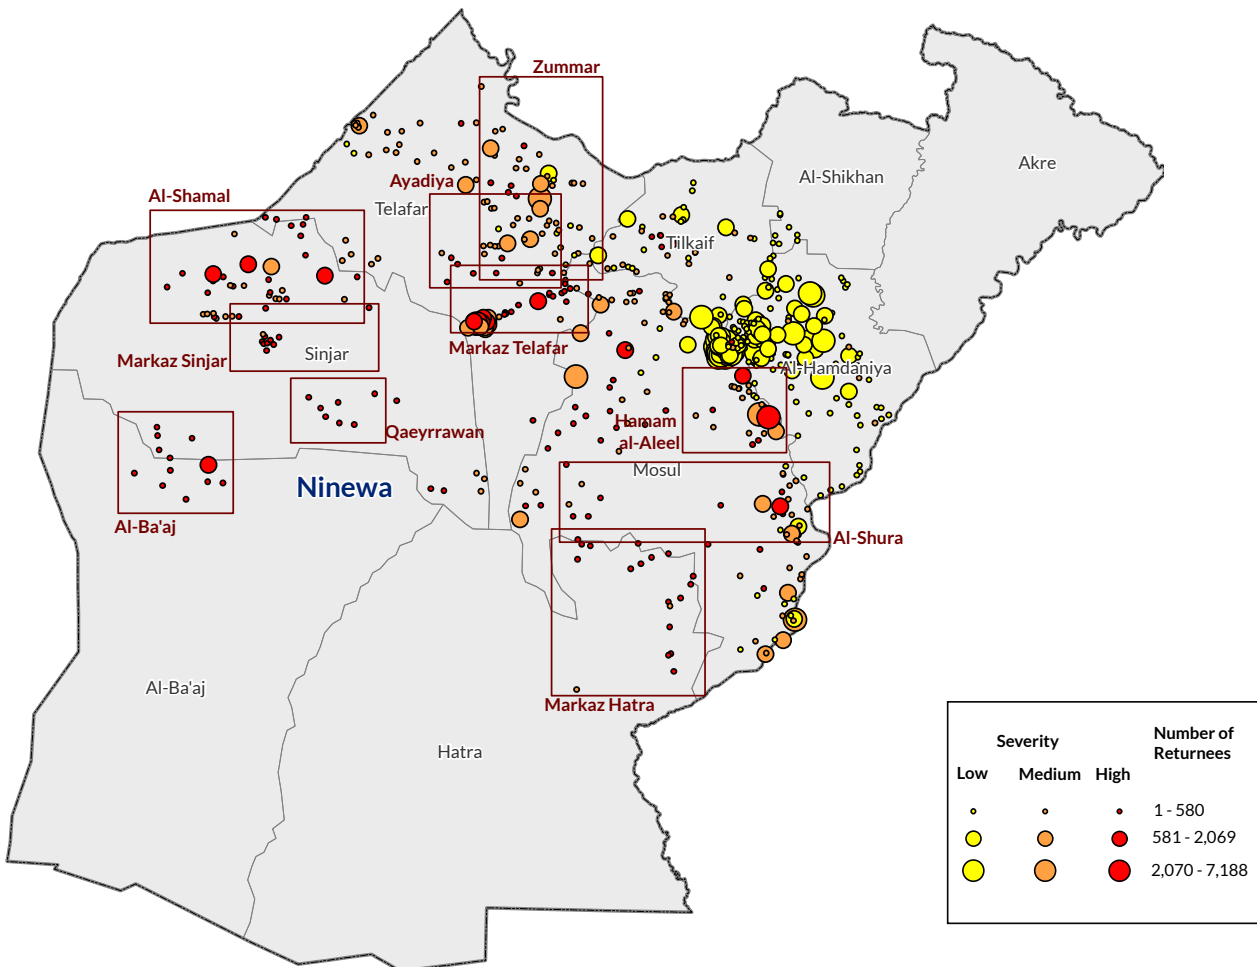 Zummar
Akre
Al-Shikhan
Ayadiya
Al-Shamal
Telafar
Tilkaif
Markaz Telafar
Markaz Sinjar
Sinjar
Al-Hamdaniya
Hamam
al-Aleel
Qaeyrrawan
Mosul
Ninewa
Al-Ba'aj
Al-Shura
Al-Ba'aj
Markaz Hatra
Hatra
Severity
Number of
Returnees
Low Medium High
1 - 580
581 - 2,069
2,070 - 7,188